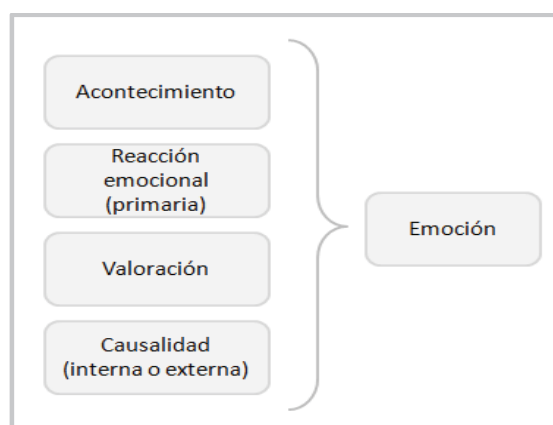 Acontecimiento
Reacción
emocional
(primaria)
Valoración
Causalidad
(interna o externa)
Emoción